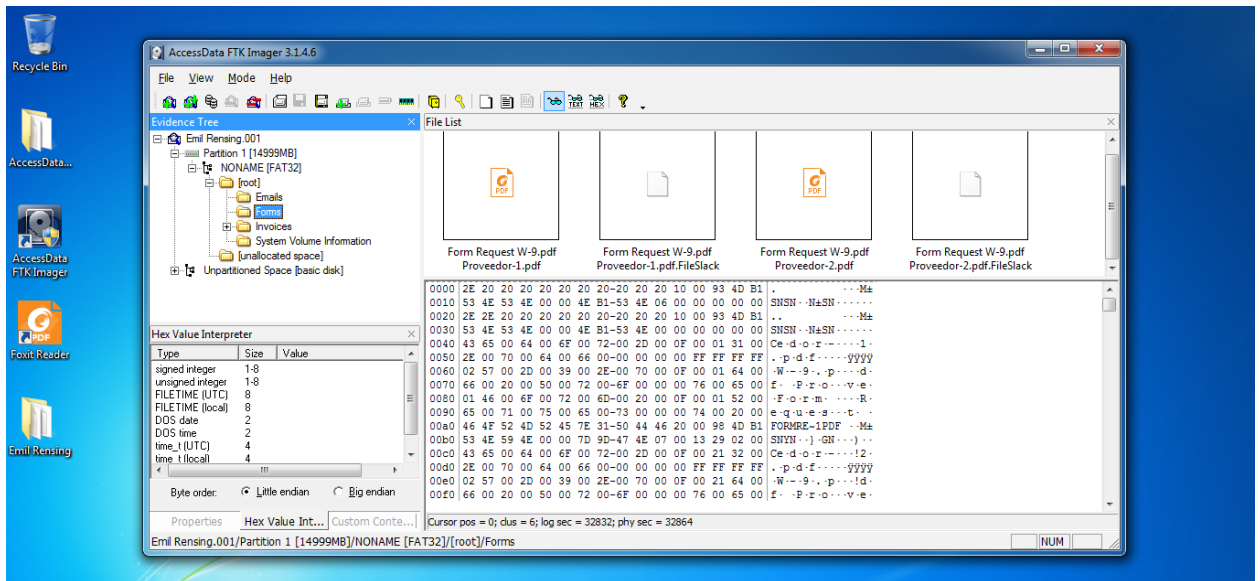 Recycle Bin
AccessData...
AccessData
FTK Imager
PDF
Foxit Reader
Emil Rensing
AccessData FTK Imager 3.1.4.6
File View Mode Help
TEXT HEX
Evidence Tree
Emil Rensing.001
Partition 1 [14999MB]
NONAME [FAT32]
[root]
Emails
Forms
Invoices
System Volume Information
[unallocated space]
Unpartitioned Space [basic disk]
Hex Value Interpreter
Type Size Value
signed integer 1-8
unsigned integer 1-8
FILETIME (UTC) 8
FILETIME (local) 8
DOS date 2
DOS time 2
time_t (UTC) 4
time_t (local) 4
Byte order: Little endian Big endian
Properties Hex Value Int... Custom Conte...
File List
PDF PDF
Form Request W-9.pdf Form Request W-9.pdf Form Request W-9.pdf Form Request W-9.pdf
Proveedor-1.pdf Proveedor-1.pdf.FileSlack Proveedor-2.pdf Proveedor-2.pdf.FileSlack
0000 2E 20 20 20 20 20 20 20-20 20 20 10 00 93 4D B1 . ···M±
0010 53 4E 53 4E 00 00 4E B1-53 4E 06 00 00 00 00 00 SNSN··N±SN······
0020 2E 2E 20 20 20 20 20 20-20 20 20 10 00 93 4D B1 .. ···M±
0030 53 4E 53 4E 00 00 4E B1-53 4E 00 00 00 00 00 00 SNSN··N±SN······
0040 43 65 00 64 00 6F 00 72-00 2D 00 0F 00 01 31 00 Ce·d·o·r·-····1·
0050 2E 00 70 00 64 00 66 00-00 00 00 00 FF FF FF FF .·p·d·f·····ÿÿÿÿ
0060 02 57 00 2D 00 39 00 2E-00 70 00 0F 00 01 64 00 ·W·-·9·.·p····d·
0070 66 00 20 00 50 00 72 00-6F 00 00 00 76 00 65 00 f· ·P·r·o···v·e·
0080 01 46 00 6F 00 72 00 6D-00 20 00 0F 00 01 52 00 ·F·o·r·m· ····R·
0090 65 00 71 00 75 00 65 00-73 00 00 00 74 00 20 00 e·q·u·e·s···t· ·
00a0 46 4F 52 4D 52 45 7E 31-50 44 46 20 00 98 4D B1 FORMRE~1PDF ··M±
00b0 53 4E 59 4E 00 00 7D 9D-47 4E 07 00 13 29 02 00 SNYN··}·GN···)··
00c0 43 65 00 64 00 6F 00 72-00 2D 00 0F 00 21 32 00 Ce·d·o·r·-···!2·
00d0 2E 00 70 00 64 00 66 00-00 00 00 00 FF FF FF FF .·p·d·f·····ÿÿÿÿ
00e0 02 57 00 2D 00 39 00 2E-00 70 00 0F 00 21 64 00 ·W·-·9·.·p···!d·
00f0 66 00 20 00 50 00 72 00-6F 00 00 00 76 00 65 00 f· ·P·r·o···v·e·
Cursor pos = 0; clus = 6; log sec = 32832; phy sec = 32864
Emil Rensing.001/Partition 1 [14999MB]/NONAME [FAT32]/[root]/Forms NUM